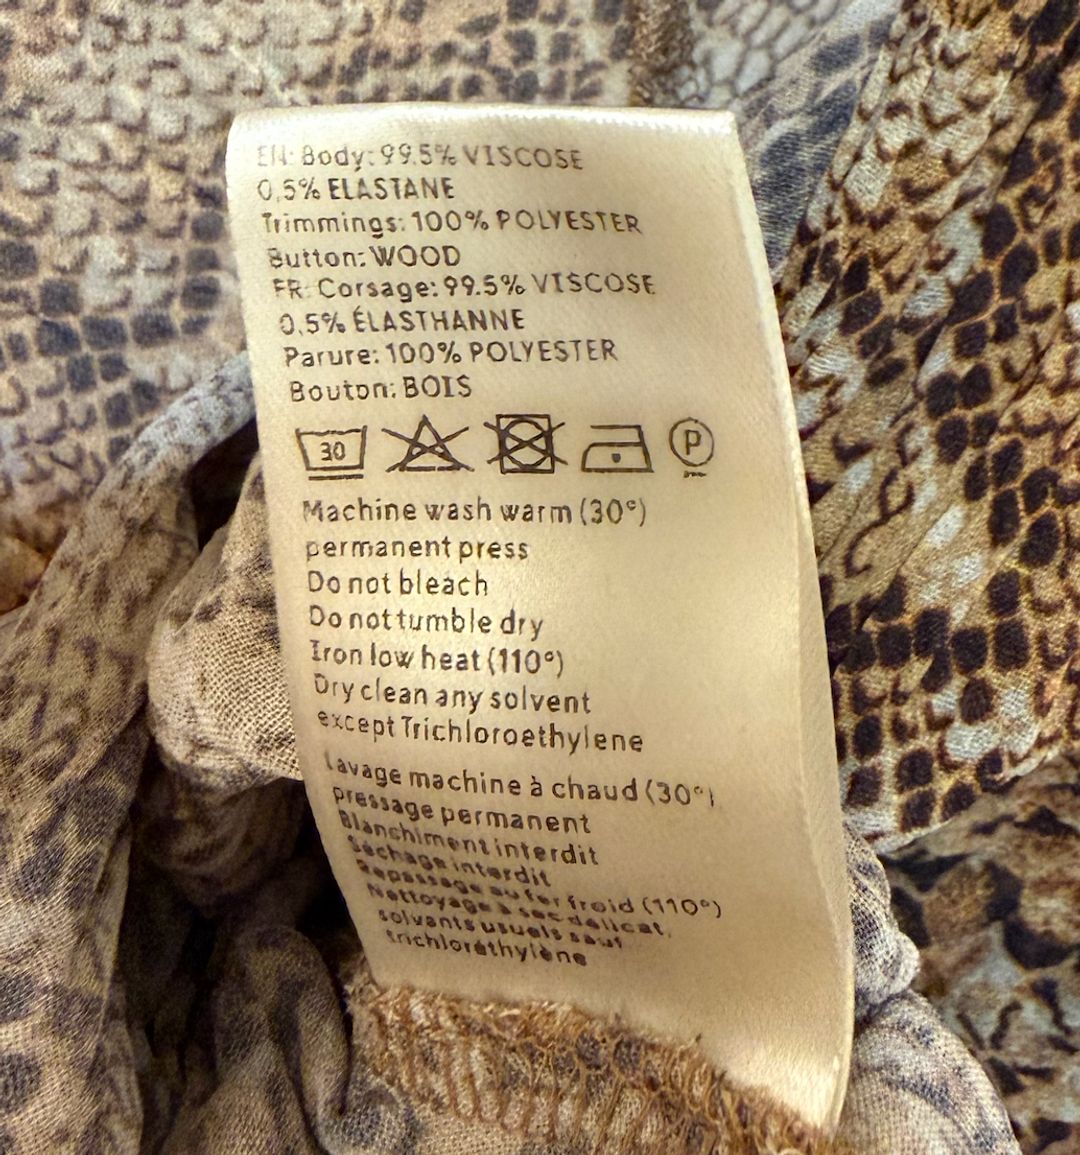 EN: Body: 99.5% VISCOSE
0,5% ELASTANE
Trimmings: 100% POLYESTER
Button: WOOD
FR: Corsage: 99.5% VISCOSE
0,5% ÉLASTHANNE
Parure: 100% POLYESTER
Bouton: BOIS
30 P
Machine wash warm (30°)
permanent press
Do not bleach
Do not tumble dry
Iron low heat (110°)
Dry clean any solvent
except Trichloroethylene
Lavage machine à chaud (30°)
pressage permanent
Blanchiment interdit
Séchage interdit
Repassage au fer froid (110°)
Nettoyage à sec délicat,
solvants usuels sauf
trichloréthylène